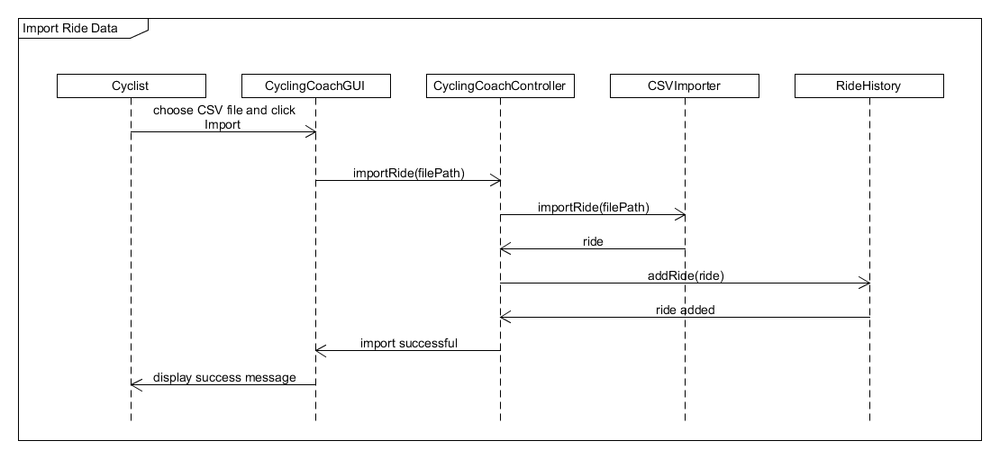 Import Ride Data
Cyclist
CyclingCoachGUI
CyclingCoachController
CSVImporter
RideHistory
choose CSV file and click
Import
importRide(filePath)
importRide(filePath)
ride
addRide(ride)
ride added
import successful
display success message